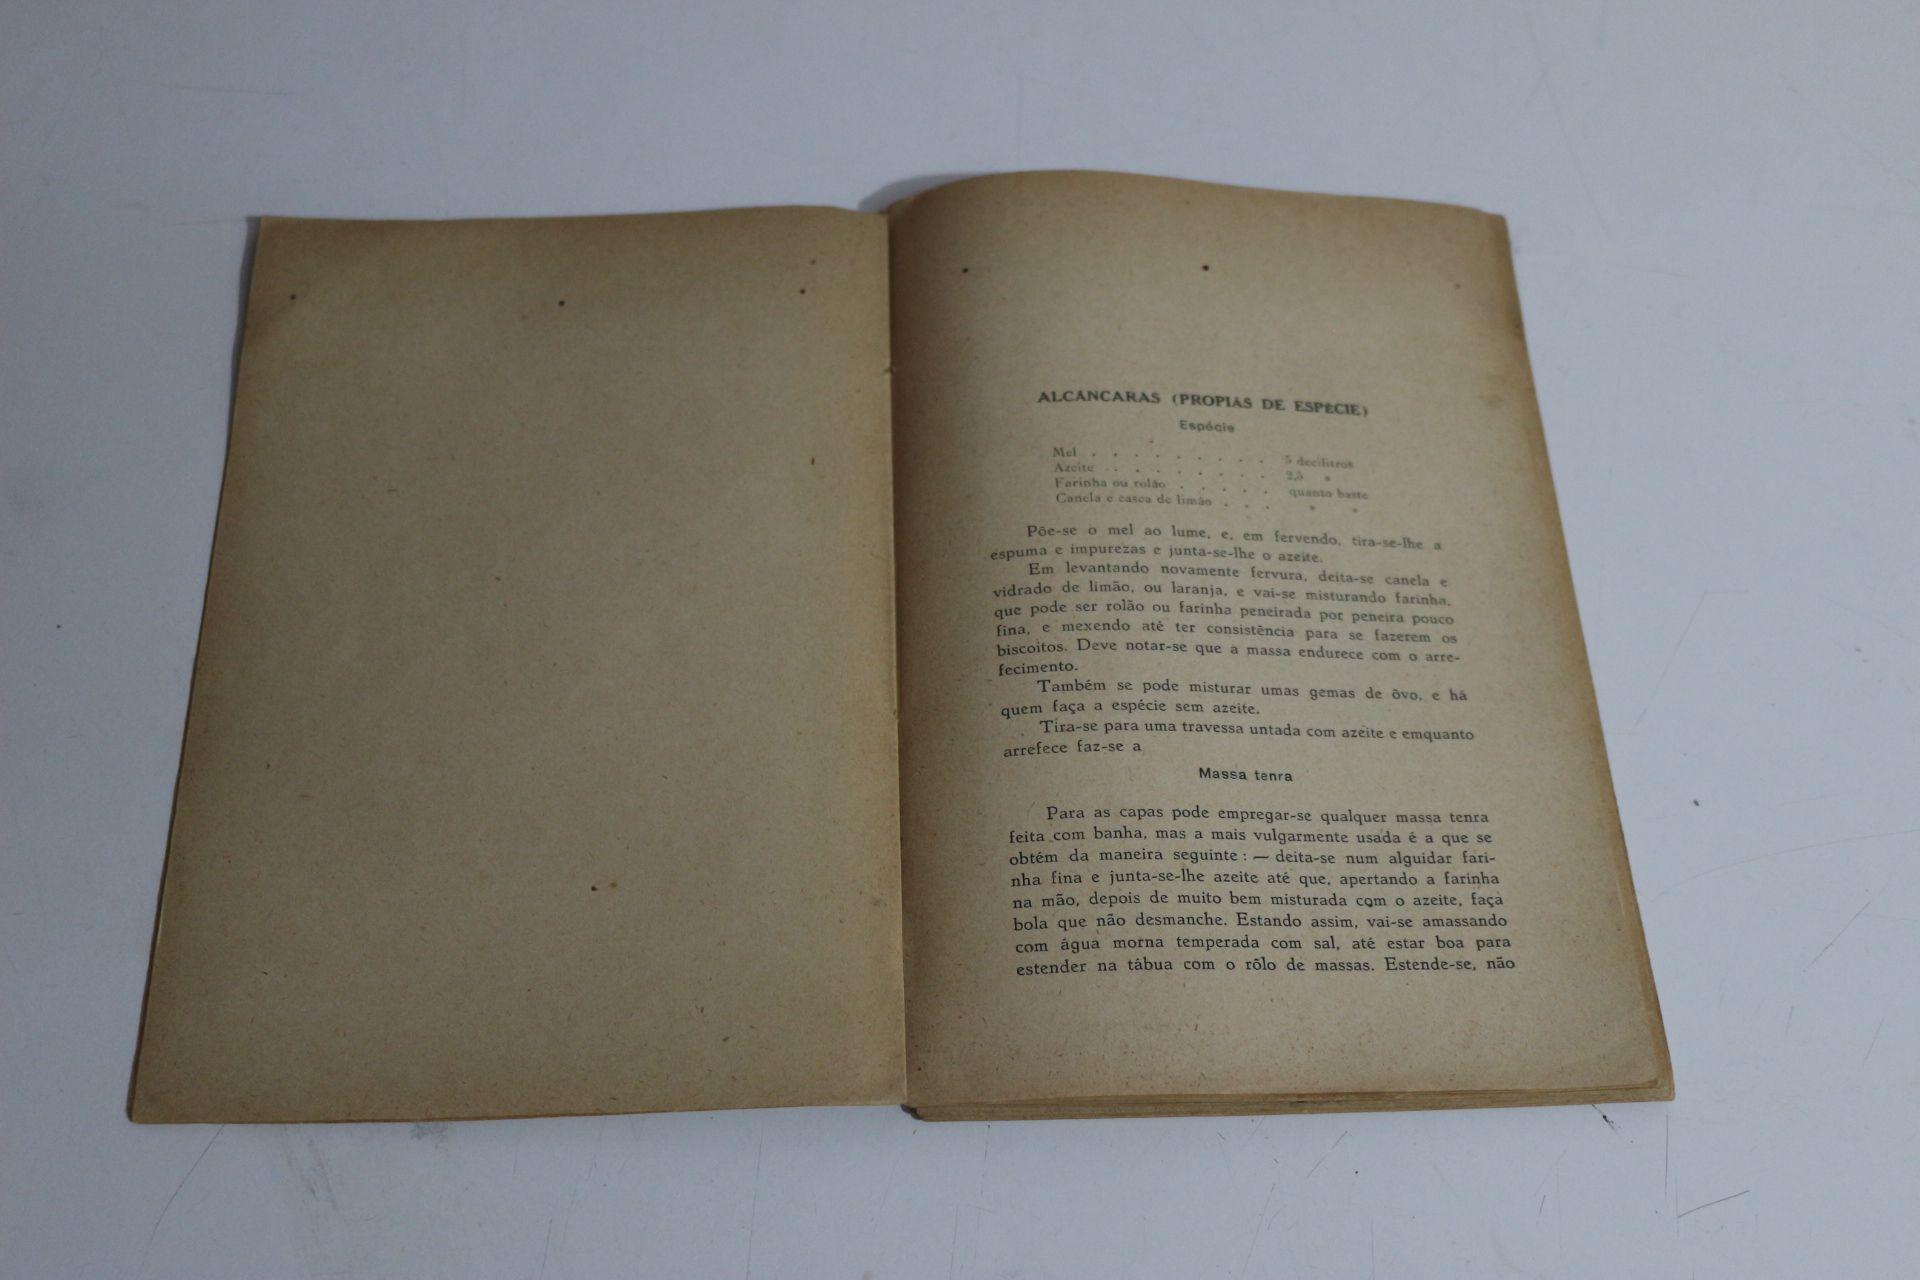 ALCANCARAS (PROPIAS DE ESPÉCIE)
Espécie
Mel . . . . . . . . . 5 decilitros
Azeite . . . . . . . . 2,5 »
Farinha ou rolão . . . . . quanto baste
Canela e casca de limão . . . » »
Põe-se o mel ao lume, e, em fervendo, tira-se-lhe a
espuma e impurezas e junta-se-lhe o azeite.
Em levantando novamente fervura, deita-se canela e
vidrado de limão, ou laranja, e vai-se misturando farinha,
que pode ser rolão ou farinha peneirada por peneira pouco
fina, e mexendo até ter consistência para se fazerem os
biscoitos. Deve notar-se que a massa endurece com o arre-
fecimento.
Também se pode misturar umas gemas de ôvo, e há
quem faça a espécie sem azeite.
Tira-se para uma travessa untada com azeite e emquanto
arrefece faz-se a
Massa tenra
Para as capas pode empregar-se qualquer massa tenra
feita com banha, mas a mais vulgarmente usada é a que se
obtém da maneira seguinte : — deita-se num alguidar fari-
nha fina e junta-se-lhe azeite até que, apertando a farinha
na mão, depois de muito bem misturada com o azeite, faça
bola que não desmanche. Estando assim, vai-se amassando
com água morna temperada com sal, até estar boa para
estender na tábua com o rôlo de massas. Estende-se, não